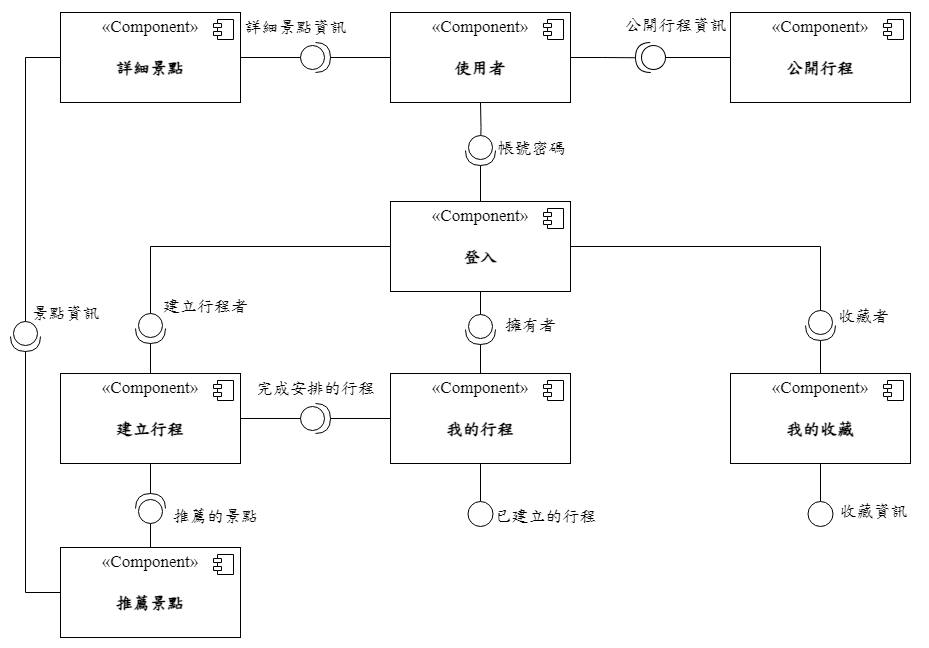 «Component»
詳細景點
詳細景點資訊
«Component»
使用者
公開行程資訊
«Component»
公開行程
帳號密碼
«Component»
登入
景點資訊
建立行程者
擁有者
收藏者
«Component»
建立行程
完成安排的行程
«Component»
我的行程
«Component»
我的收藏
推薦的景點
已建立的行程
收藏資訊
«Component»
推薦景點